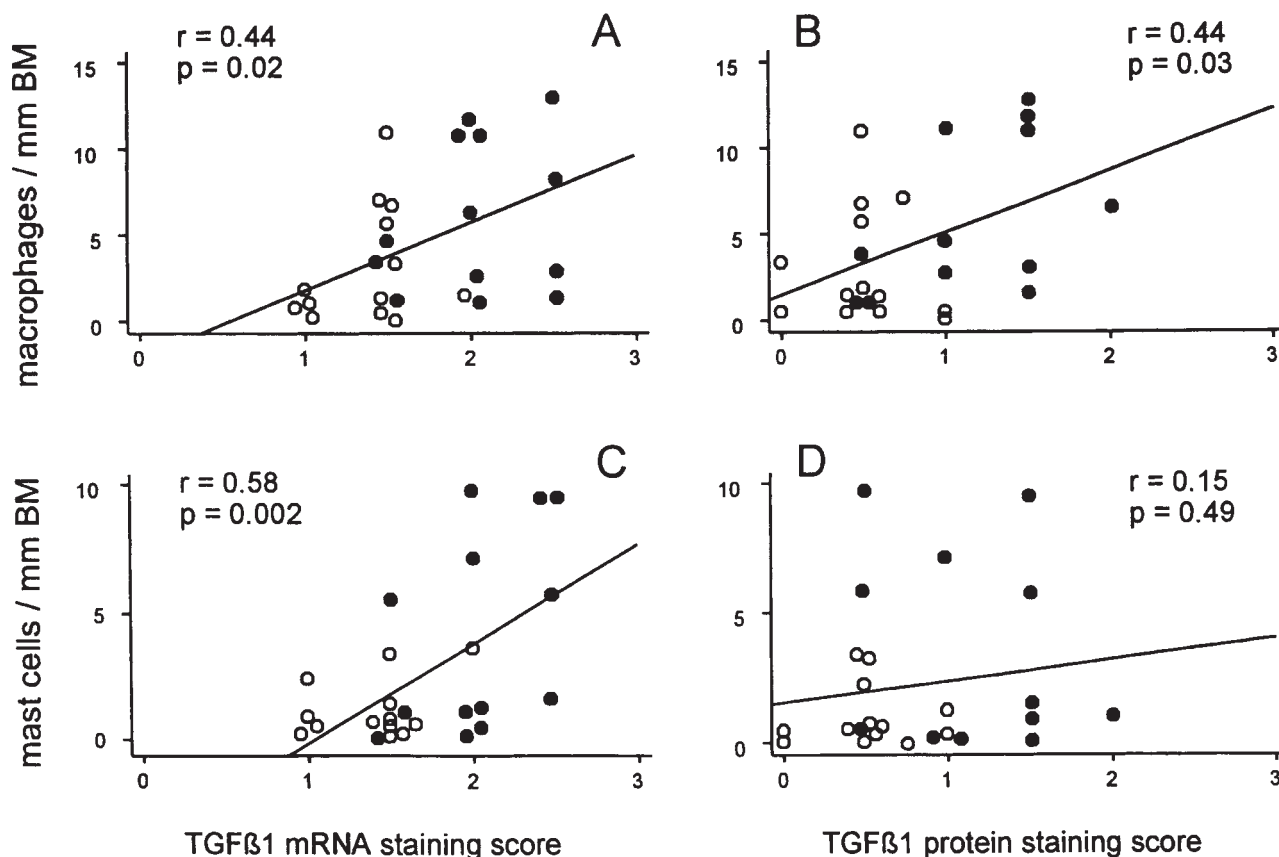 A
r = 0.44
p = 0.02
macrophages / mm BM
15
10
5
0
0 1 2 3
B
r = 0.44
p = 0.03
15
10
5
0
0 1 2 3
C
r = 0.58
p = 0.002
mast cells / mm BM
10
5
0
0 1 2 3
TGFß1 mRNA staining score
D
r = 0.15
p = 0.49
10
5
0
0 1 2 3
TGFß1 protein staining score